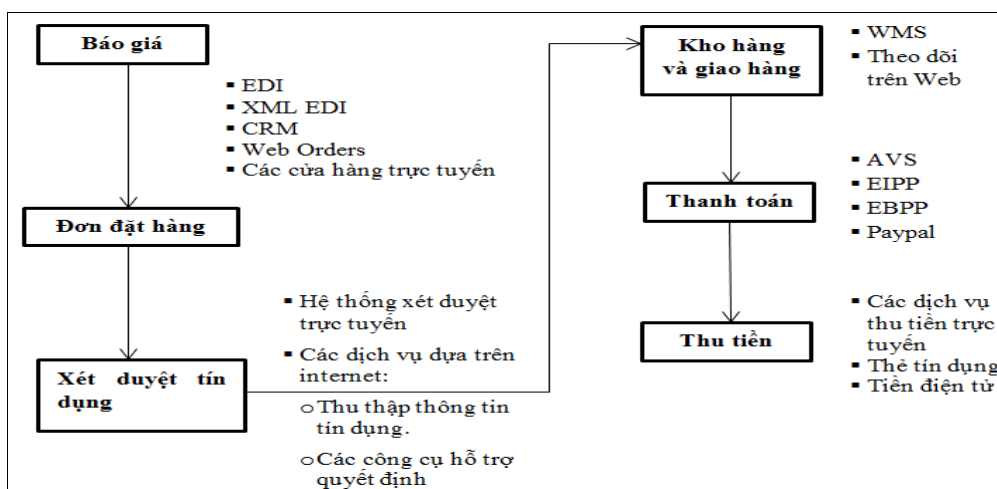 Báo giá
▪ EDI
▪ XML EDI
▪ CRM
▪ Web Orders
▪ Các cửa hàng trực tuyến
Đơn đặt hàng
Xét duyệt tín
dụng
▪ Hệ thống xét duyệt
trực tuyến
▪ Các dịch vụ dựa trên
internet:
o Thu thập thông tin
tín dụng.
o Các công cụ hỗ trợ
quyết định
Kho hàng
và giao hàng
▪ WMS
▪ Theo dõi
trên Web
Thanh toán
▪ AVS
▪ EIPP
▪ EBPP
▪ Paypal
Thu tiền
▪ Các dịch vụ
thu tiền trực
tuyến
▪ Thẻ tín dụng
▪ Tiền điện tử